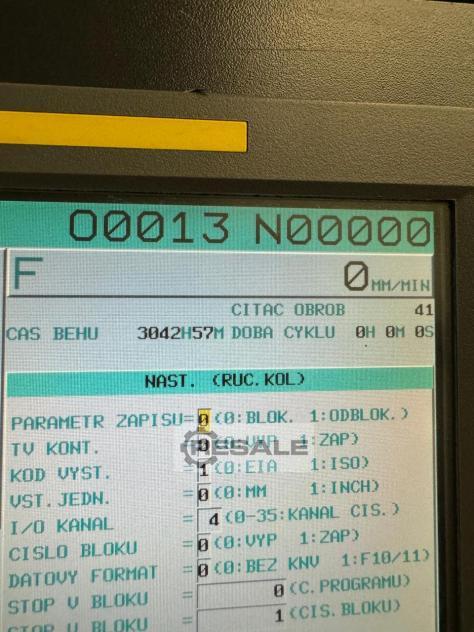 O0013 N00000
F 0 MM/MIN
CITAC OBROB 41
CAS BEHU 3042H57M DOBA CYKLU 0H 0M 0S
NAST. (RUC.KOL)
PARAMETR ZAPISU=0 (0:BLOK. 1:ODBLOK.)
TV KONT. =0 (0:VYP 1:ZAP)
RESALE
KOD VYST. =1 (0:EIA 1:ISO)
VST.JEDN. =0 (0:MM 1:INCH)
I/O KANAL = 4 (0-35:KANAL CIS.)
CISLO BLOKU =0 (0:VYP 1:ZAP)
DATOVY FORMAT =0 (0:BEZ KNV 1:F10/11)
STOP V BLOKU = 0 (C.PROGRAMU)
STOP V BLOKU = 1 (CIS.BLOKU)